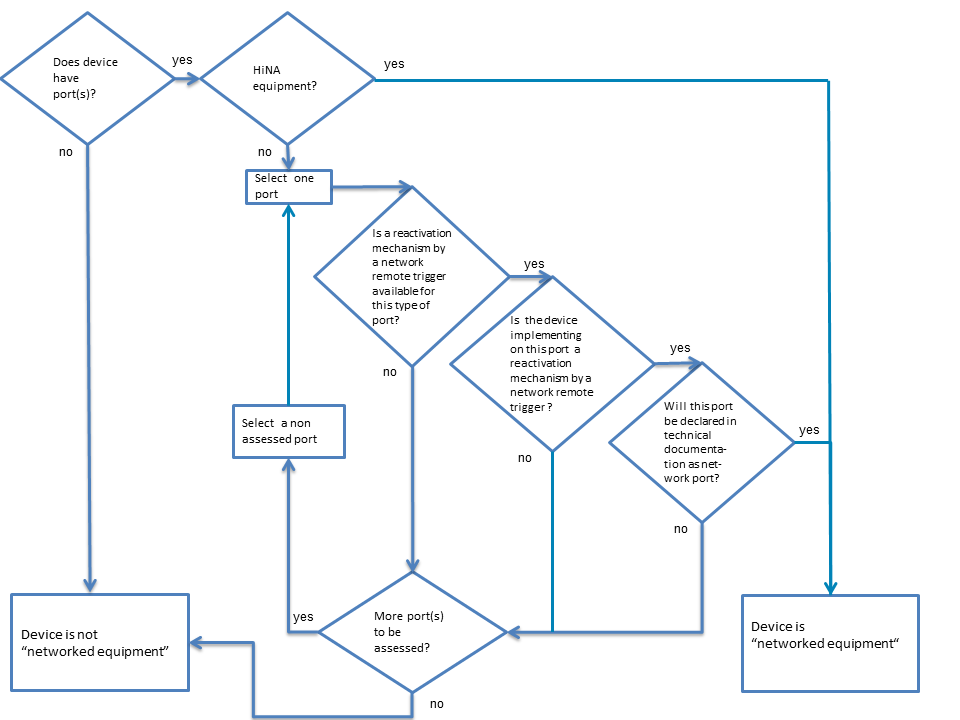 Does device
have
port(s)?
yes
HiNA
equipment?
yes
no
no
Select one
port
Is a reactivation
mechanism by
a network
remote trigger
available for
this type of
port?
yes
no
Is the device
implementing
on this port a
reactivation
mechanism by a
network remote
trigger ?
yes
no
Will this port
be declared in
technical
documenta-
tion as net-
work port?
yes
no
Select a non
assessed port
More port(s)
to be
assessed?
yes
no
Device is not
“networked equipment”
Device is
“networked equipment“